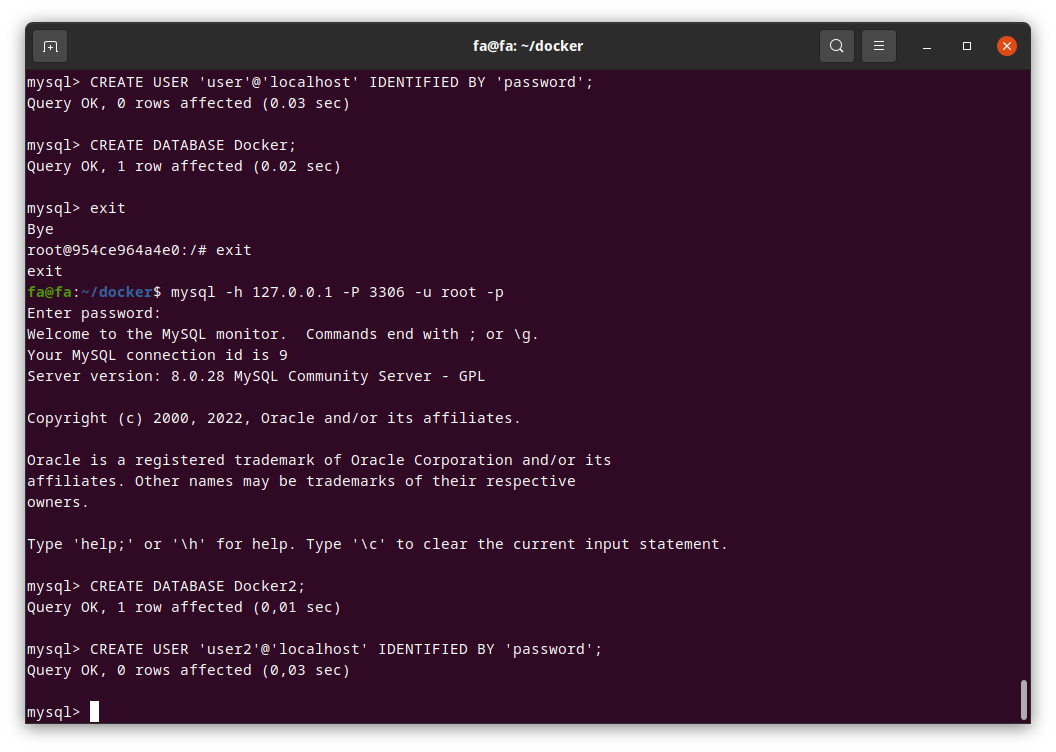 fa@fa: ~/docker
mysql> CREATE USER 'user'@'localhost' IDENTIFIED BY 'password';
Query OK, 0 rows affected (0.03 sec)
mysql> CREATE DATABASE Docker;
Query OK, 1 row affected (0.02 sec)
mysql> exit
Bye
root@954ce964a4e0:/# exit
exit
fa@fa:~/docker$ mysql -h 127.0.0.1 -P 3306 -u root -p
Enter password:
Welcome to the MySQL monitor.  Commands end with ; or \g.
Your MySQL connection id is 9
Server version: 8.0.28 MySQL Community Server - GPL
Copyright (c) 2000, 2022, Oracle and/or its affiliates.
Oracle is a registered trademark of Oracle Corporation and/or its
affiliates. Other names may be trademarks of their respective
owners.
Type 'help;' or '\h' for help. Type '\c' to clear the current input statement.
mysql> CREATE DATABASE Docker2;
Query OK, 1 row affected (0,01 sec)
mysql> CREATE USER 'user2'@'localhost' IDENTIFIED BY 'password';
Query OK, 0 rows affected (0,03 sec)
mysql>